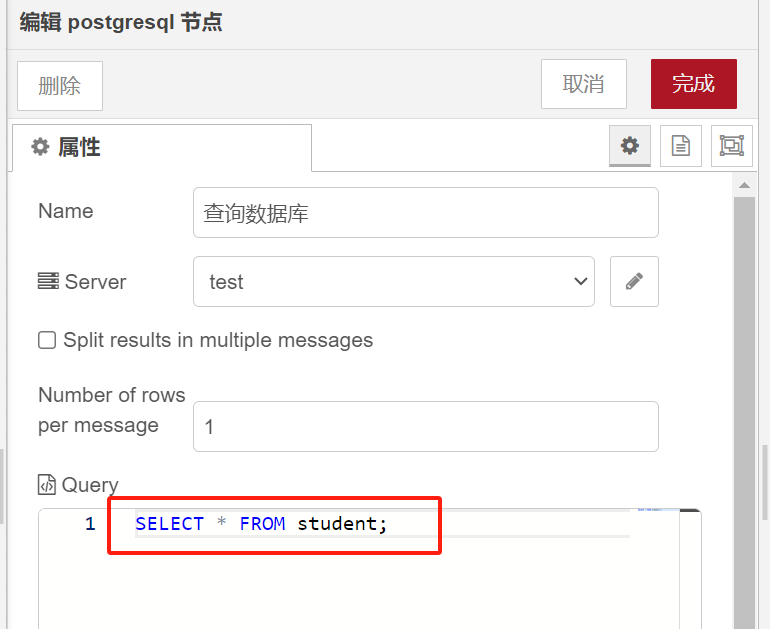 编辑 postgresql 节点
删除
取消
完成
属性
Name
查询数据库
Server
test
Split results in multiple messages
Number of rows
per message
1
Query
1
SELECT * FROM student;